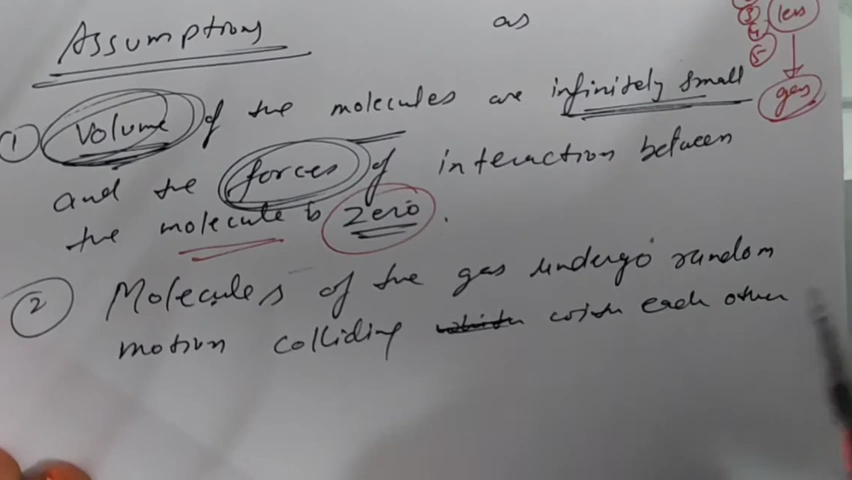 Assumptions as
① Volume of the molecules are infinitely small
and the forces of interaction between
the molecule is zero.
② Molecules of the gas undergo random
motion colliding with each other
less
5
gas